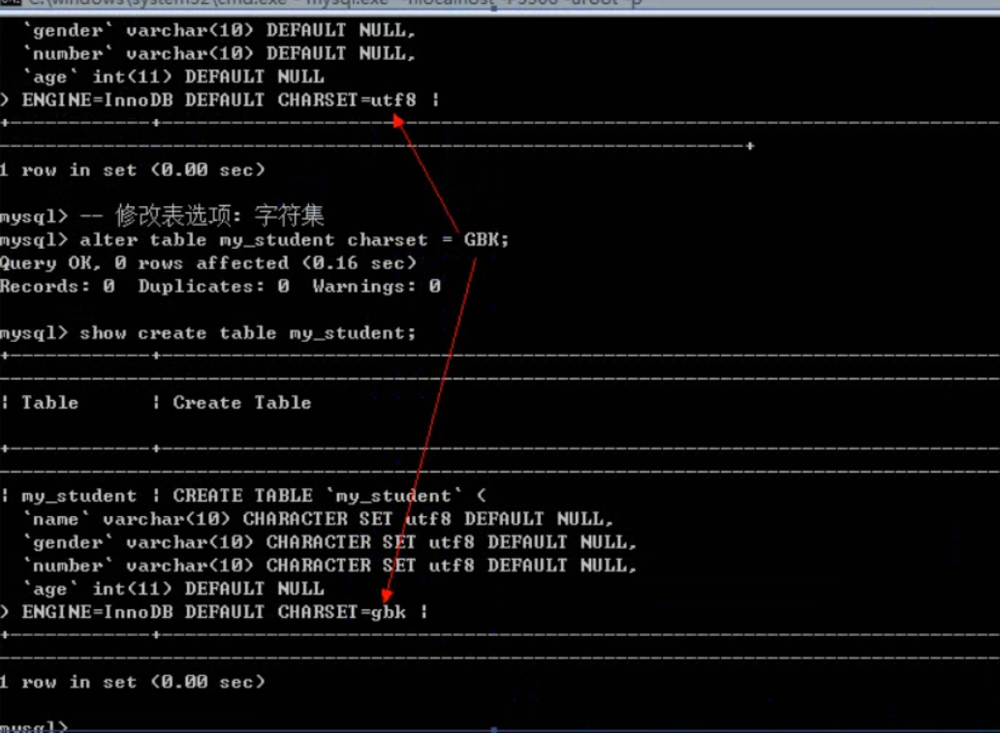 C:\windows\system32\cmd.exe - mysql.exe -hlocalhost -P3306 -uroot -p
`gender` varchar(10) DEFAULT NULL,
`number` varchar(10) DEFAULT NULL,
`age` int(11) DEFAULT NULL
) ENGINE=InnoDB DEFAULT CHARSET=utf8 |
1 row in set (0.00 sec)
mysql> -- 修改表选项: 字符集
mysql> alter table my_student charset = GBK;
Query OK, 0 rows affected (0.16 sec)
Records: 0 Duplicates: 0 Warnings: 0
mysql> show create table my_student;
| Table | Create Table
| my_student | CREATE TABLE `my_student` (
`name` varchar(10) CHARACTER SET utf8 DEFAULT NULL,
`gender` varchar(10) CHARACTER SET utf8 DEFAULT NULL,
`number` varchar(10) CHARACTER SET utf8 DEFAULT NULL,
`age` int(11) DEFAULT NULL
) ENGINE=InnoDB DEFAULT CHARSET=gbk |
1 row in set (0.00 sec)
mysql>